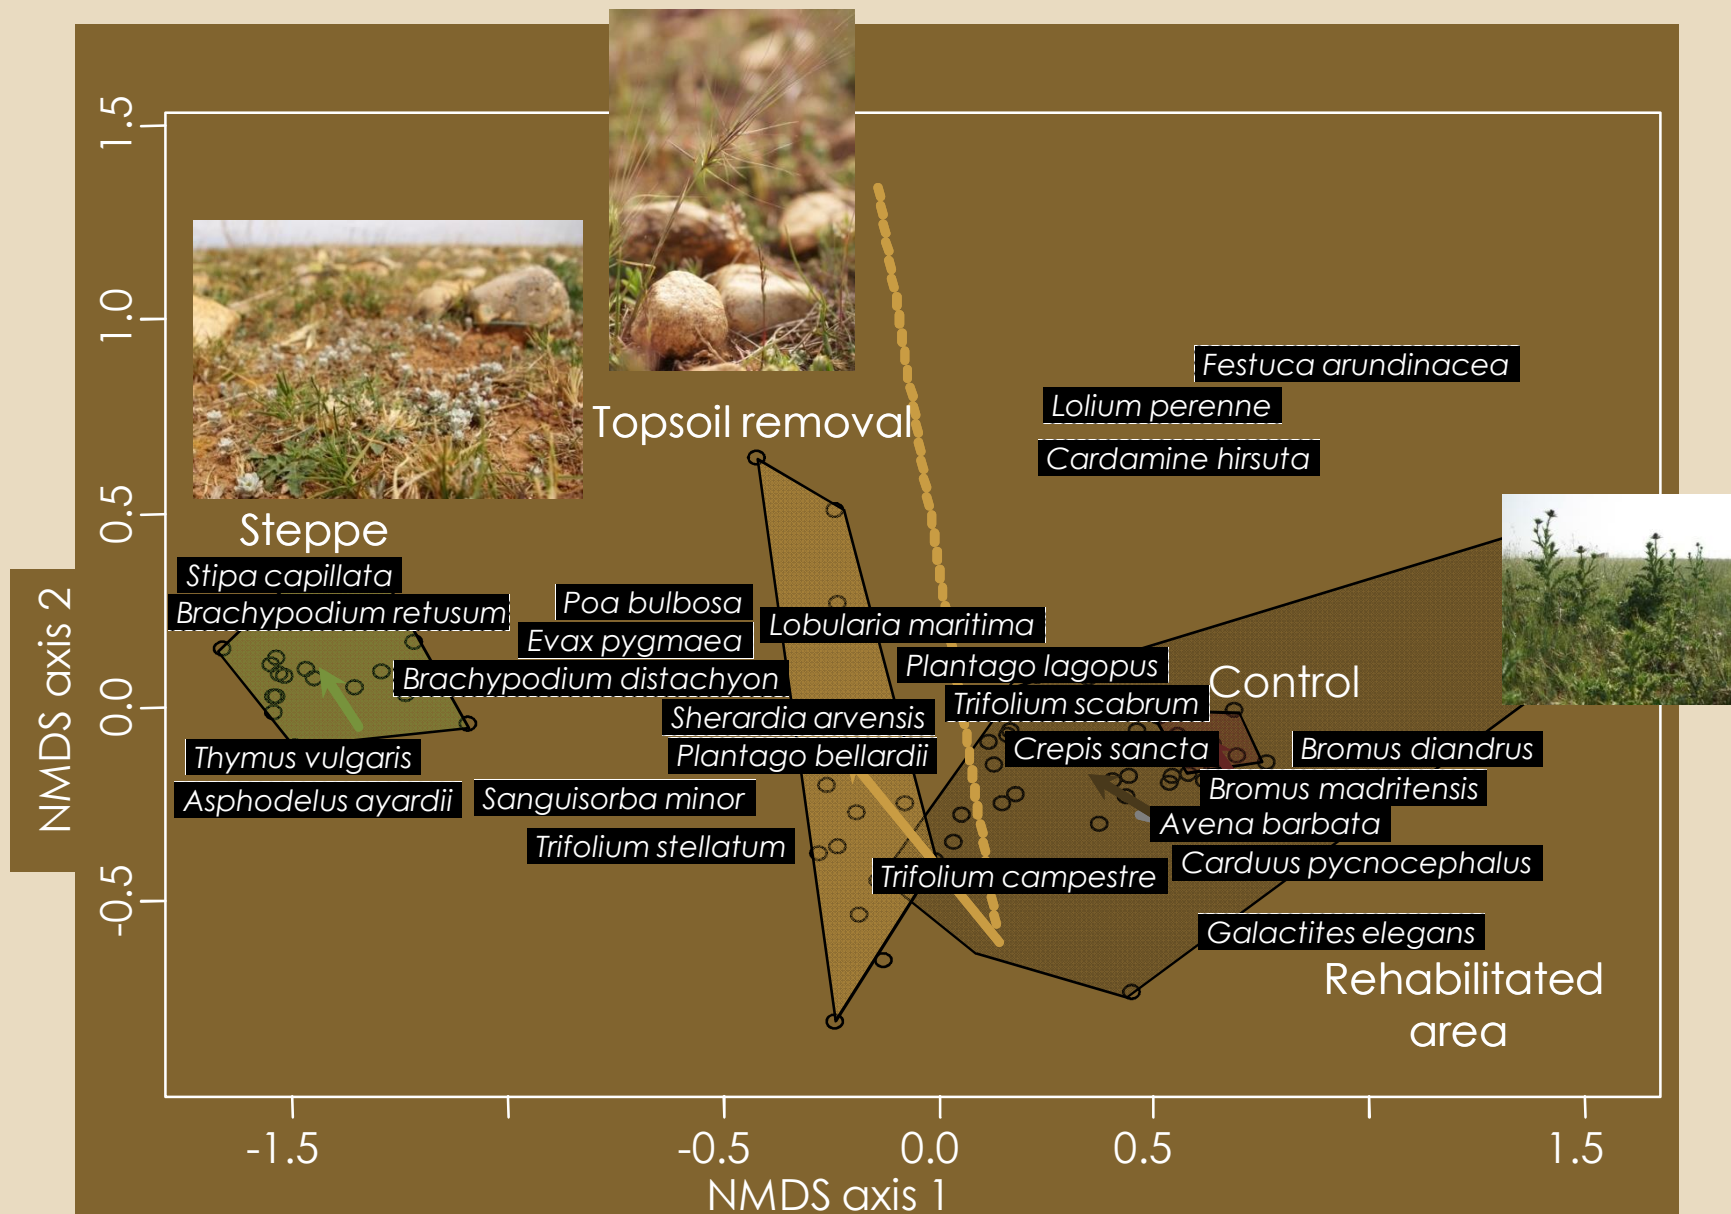 1.5
1.0
0.5
0.0
-0.5
NMDS axis 2
Topsoil removal
Festuca arundinacea
Lolium perenne
Cardamine hirsuta
Steppe
Stipa capillata
Brachypodium retusum
Poa bulbosa
Evax pygmaea
Lobularia maritima
Brachypodium distachyon
Plantago lagopus
Control
Trifolium scabrum
Sherardia arvensis
Plantago bellardii
Crepis sancta
Bromus diandrus
Thymus vulgaris
Asphodelus ayardii
Sanguisorba minor
Bromus madritensis
Avena barbata
Trifolium stellatum
Trifolium campestre
Carduus pycnocephalus
Galactites elegans
Rehabilitated
area
-1.5
-0.5
0.0
0.5
1.5
NMDS axis 1